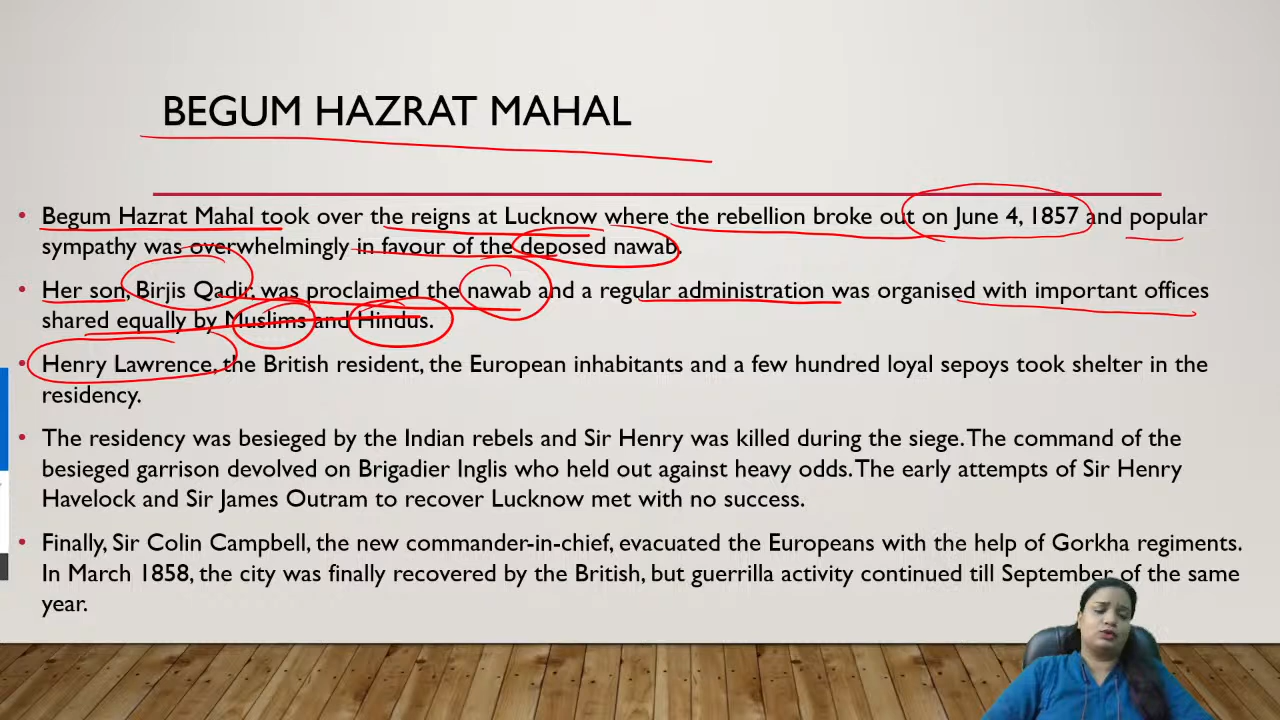 BEGUM HAZRAT MAHAL
• Begum Hazrat Mahal took over the reigns at Lucknow where the rebellion broke out on June 4, 1857 and popular
sympathy was overwhelmingly in favour of the deposed nawab.
• Her son, Birjis Qadir, was proclaimed the nawab and a regular administration was organised with important offices
shared equally by Muslims and Hindus.
• Henry Lawrence, the British resident, the European inhabitants and a few hundred loyal sepoys took shelter in the
residency.
• The residency was besieged by the Indian rebels and Sir Henry was killed during the siege. The command of the
besieged garrison devolved on Brigadier Inglis who held out against heavy odds. The early attempts of Sir Henry
Havelock and Sir James Outram to recover Lucknow met with no success.
• Finally, Sir Colin Campbell, the new commander-in-chief, evacuated the Europeans with the help of Gorkha regiments.
In March 1858, the city was finally recovered by the British, but guerrilla activity continued till September of the same
year.